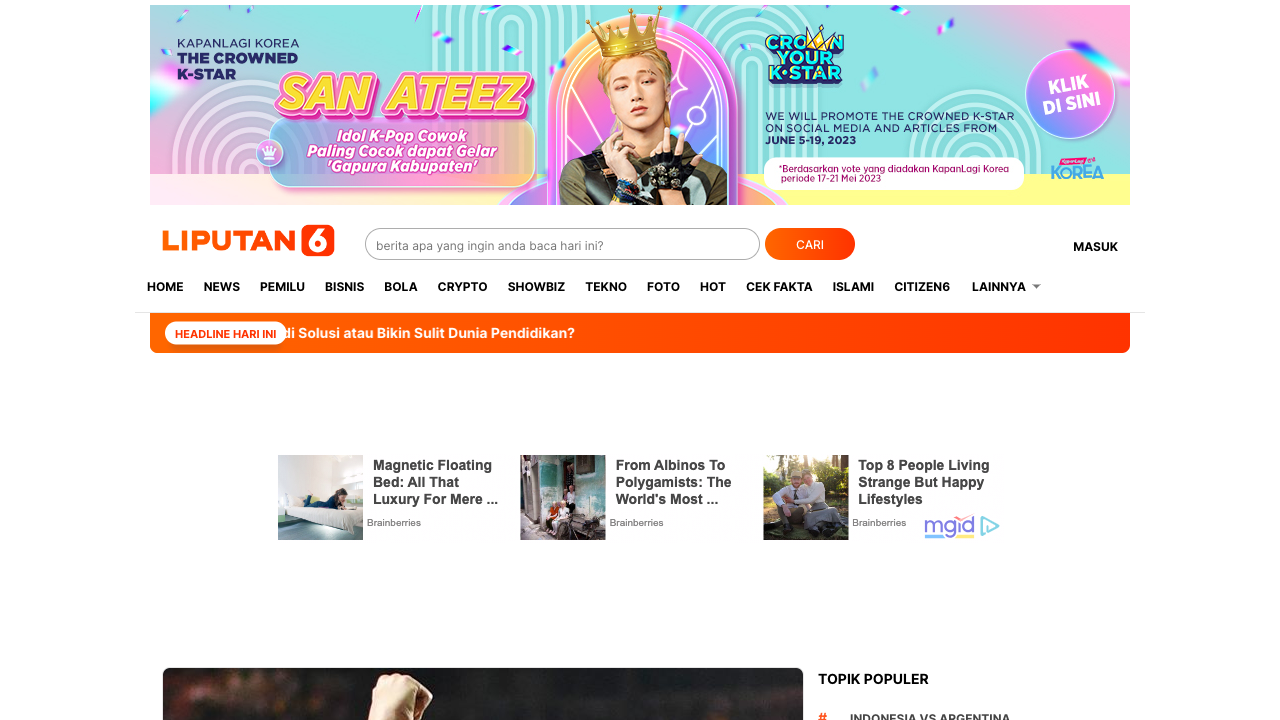 KAPANLAGI KOREA
THE CROWNED
K-STAR
SAN ATEEZ
Idol K-Pop Cowok
Paling Cocok dapat Gelar
'Gapura Kabupaten'
CROWN
YOUR
K-STAR
WE WILL PROMOTE THE CROWNED K-STAR
ON SOCIAL MEDIA AND ARTICLES FROM
JUNE 5-19, 2023
*Berdasarkan vote yang diadakan KapanLagi Korea
periode 17-21 Mei 2023
KLIK
DI SINI
KapanLagi
KOREA
LIPUTAN 6
berita apa yang ingin anda baca hari ini?
CARI
MASUK
HOME NEWS PEMILU BISNIS BOLA CRYPTO SHOWBIZ TEKNO FOTO HOT CEK FAKTA ISLAMI CITIZEN6 LAINNYA
HEADLINE HARI INI di Solusi atau Bikin Sulit Dunia Pendidikan?
Magnetic Floating
Bed: All That
Luxury For Mere ...
Brainberries
From Albinos To
Polygamists: The
World's Most ...
Brainberries
Top 8 People Living
Strange But Happy
Lifestyles
Brainberries
mgid
TOPIK POPULER
# INDONESIA VS ARGENTINA